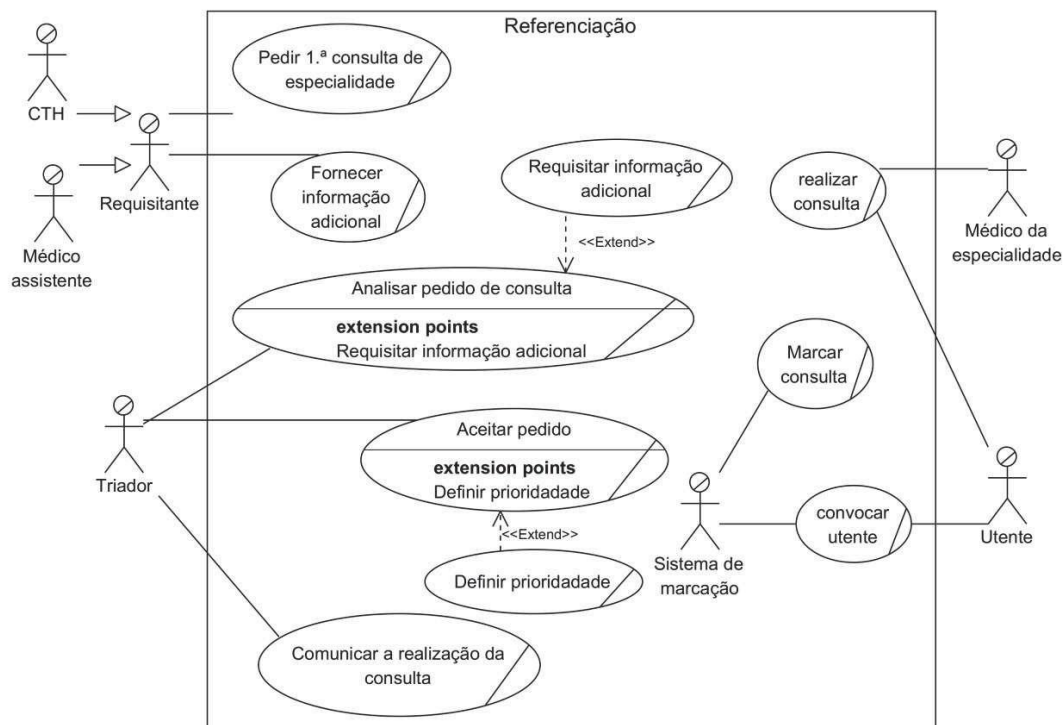 Referenciação
Pedir 1.ª consulta de
especialidade
CTH
Requisitante
Médico
assistente
Fornecer
informação
adicional
Requisitar informação
adicional
<<Extend>>
realizar
consulta
Médico da
especialidade
Analisar pedido de consulta
extension points
Requisitar informação adicional
Marcar
consulta
Triador
Aceitar pedido
extension points
Definir prioridadade
<<Extend>>
Definir prioridadade
Sistema de
marcação
convocar
utente
Utente
Comunicar a realização da
consulta